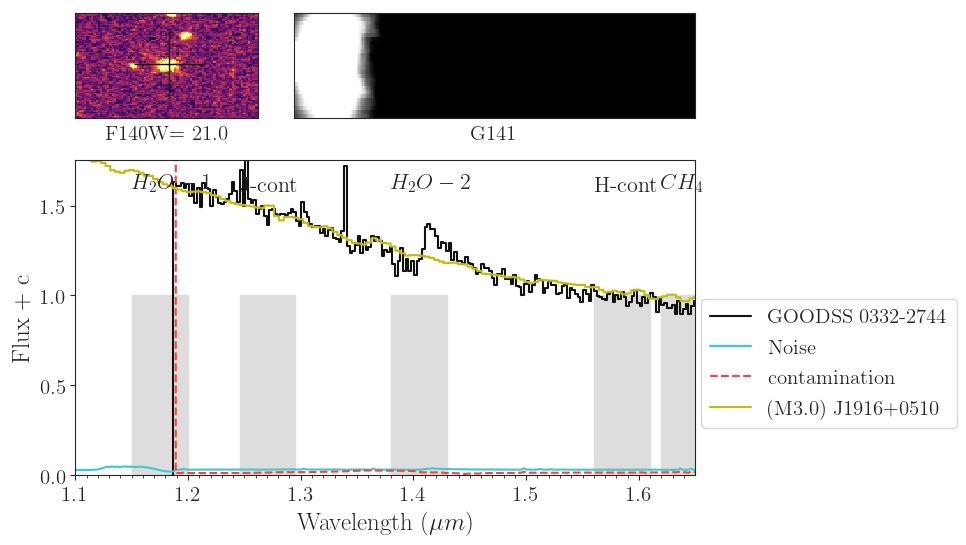 F140W= 21.0
G141
H₂O − 1
J-cont
H₂O − 2
H-cont
CH₄
Flux + c
1.5
1.0
0.5
0.0
1.1
1.2
1.3
1.4
1.5
1.6
Wavelength (μm)
GOODSS 0332-2744
Noise
contamination
(M3.0) J1916+0510